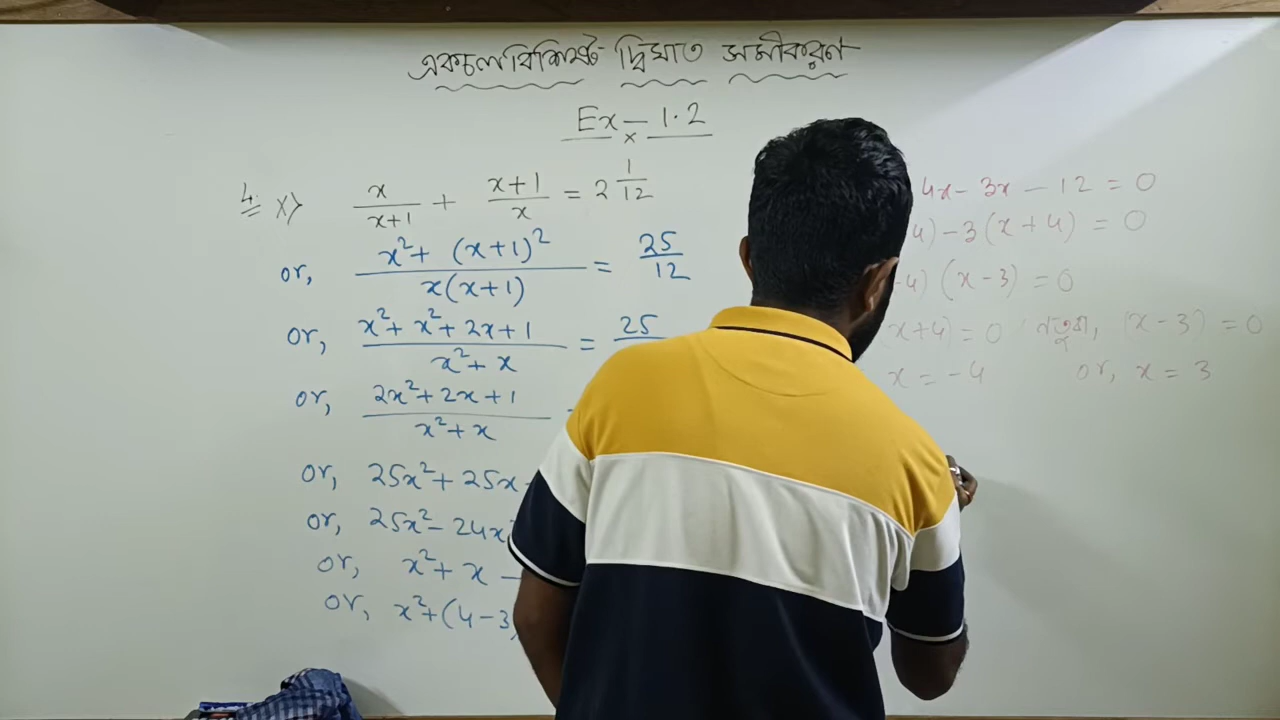 একচলবিশিষ্ট দ্বিঘাত সমীকরণ
Ex - 1.2
4. x> x/(x+1) + (x+1)/x = 2 1/12
or, (x² + (x+1)²)/(x(x+1)) = 25/12
or, (x² + x² + 2x + 1)/(x² + x) = 25
or, (2x² + 2x + 1)/(x² + x)
or, 25x² + 25x
or, 25x² - 24x
or, x² + x -
or, x² + (4 - 3
4x - 3x - 12 = 0
4) - 3(x + 4) = 0
4) (x - 3) = 0
x + 4) = 0 নতুবা, (x - 3) = 0
x = -4 or, x = 3